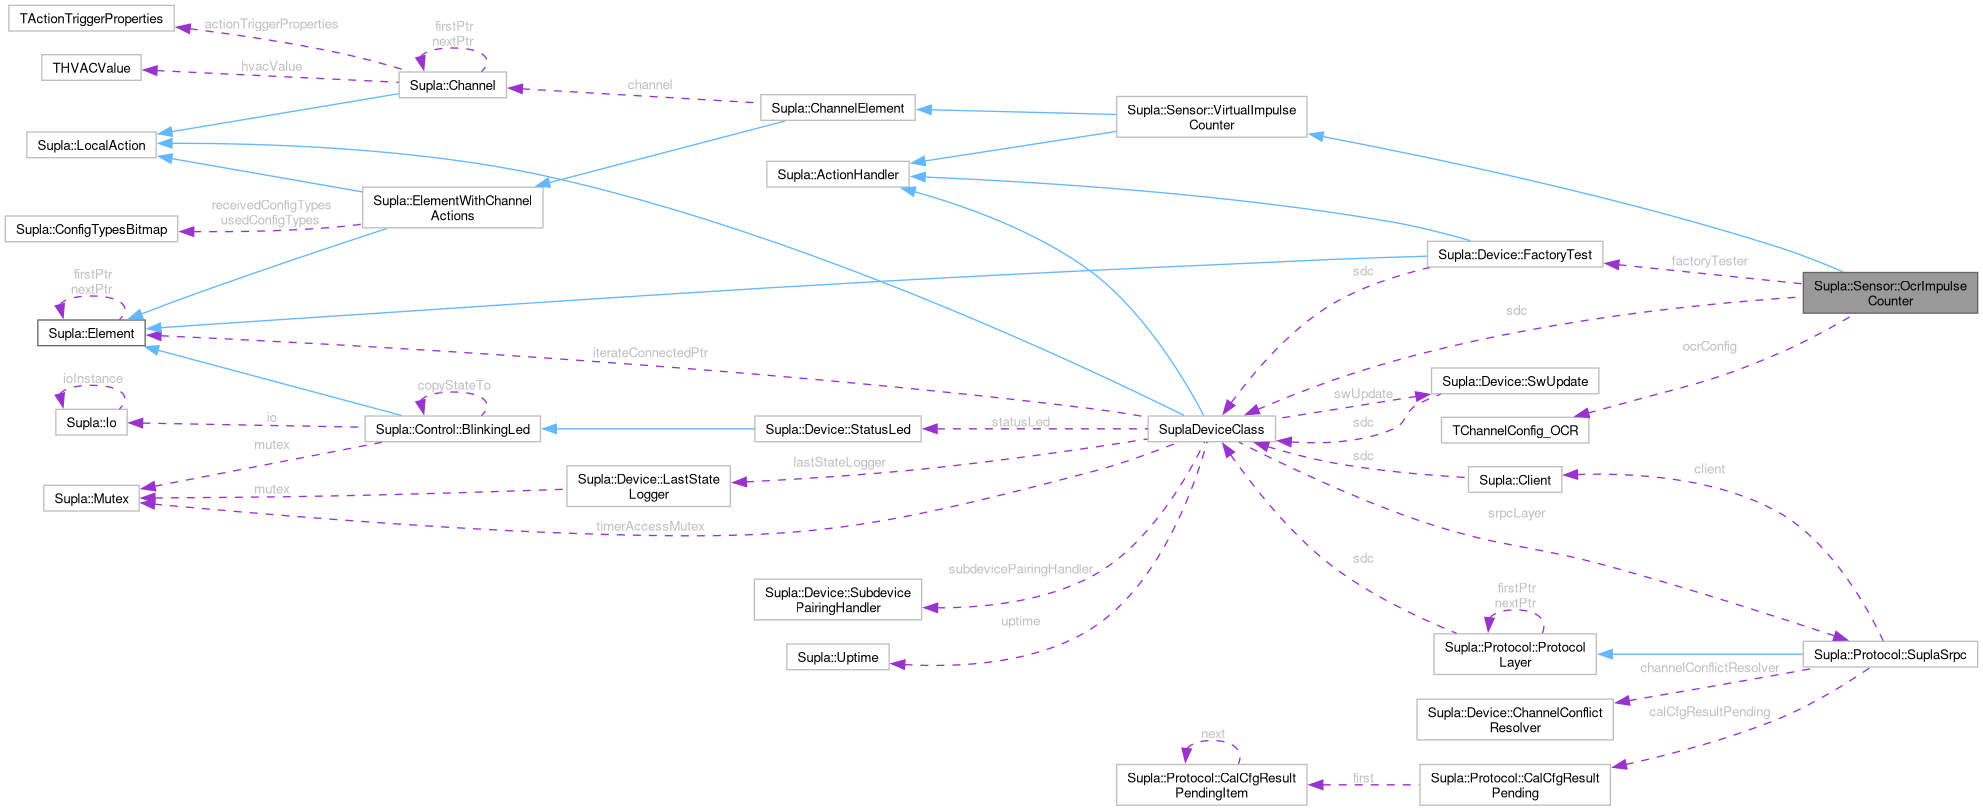 TActionTriggerProperties
actionTriggerProperties
firstPtr
nextPtr
THVACValue
hvacValue
Supla::Channel
channel
Supla::ChannelElement
Supla::Sensor::VirtualImpulse
Counter
Supla::LocalAction
Supla::ActionHandler
Supla::ElementWithChannel
Actions
receivedConfigTypes
usedConfigTypes
Supla::ConfigTypesBitmap
Supla::Device::FactoryTest
factoryTester
Supla::Sensor::OcrImpulse
Counter
firstPtr
nextPtr
sdc
sdc
Supla::Element
iterateConnectedPtr
ocrConfig
ioInstance
copyStateTo
Supla::Device::SwUpdate
swUpdate
Supla::Io
io
Supla::Control::BlinkingLed
Supla::Device::StatusLed
statusLed
SuplaDeviceClass
sdc
TChannelConfig_OCR
mutex
lastStateLogger
sdc
client
Supla::Mutex
mutex
Supla::Device::LastState
Logger
Supla::Client
timerAccessMutex
srpcLayer
subdevicePairingHandler
sdc
Supla::Device::Subdevice
PairingHandler
firstPtr
nextPtr
uptime
Supla::Uptime
Supla::Protocol::Protocol
Layer
Supla::Protocol::SuplaSrpc
channelConflictResolver
Supla::Device::ChannelConflict
Resolver
calCfgResultPending
next
Supla::Protocol::CalCfgResult
PendingItem
first
Supla::Protocol::CalCfgResult
Pending